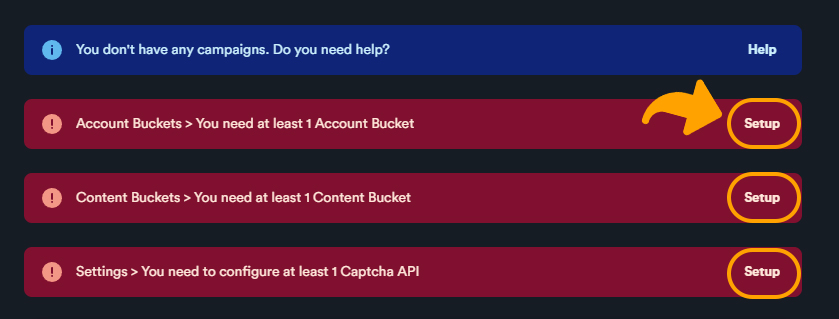 You don't have any campaigns. Do you need help? Help
Account Buckets > You need at least 1 Account Bucket Setup
Content Buckets > You need at least 1 Content Bucket Setup
Settings > You need to configure at least 1 Captcha API Setup